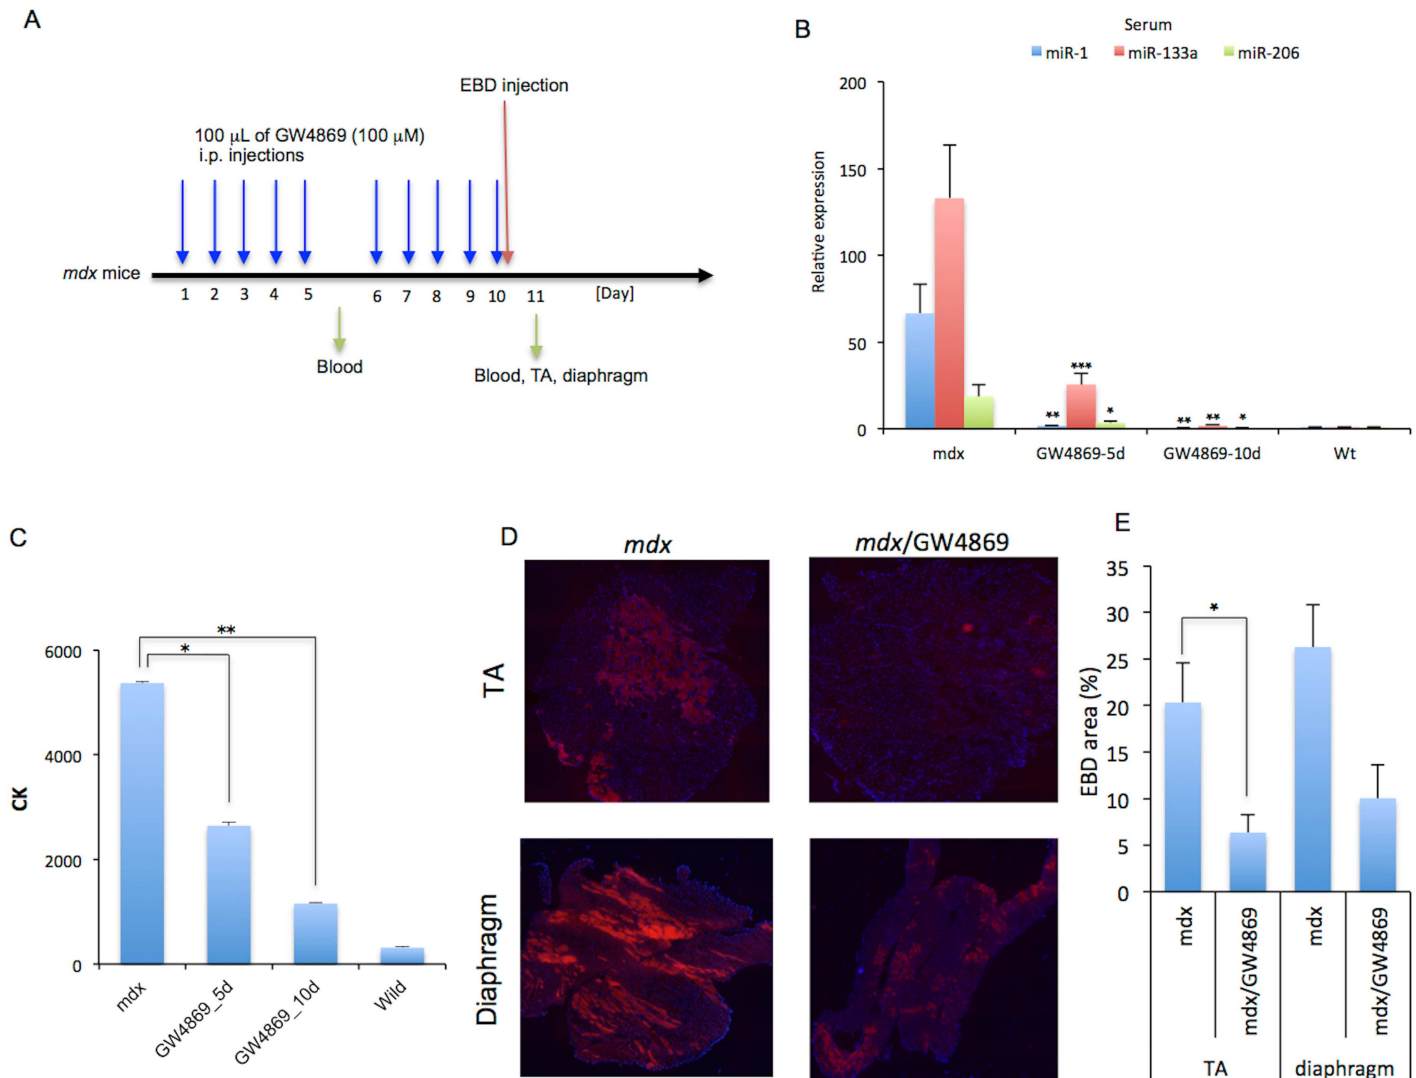 A
EBD injection
100 μL of GW4869 (100 μM)
i.p. injections
mdx mice
1 2 3 4 5 6 7 8 9 10 11 [Day]
Blood
Blood, TA, diaphragm
B
Serum
miR-1 miR-133a miR-206
Relative expression
200
150
100
50
0
** *** * ** ** *
mdx GW4869-5d GW4869-10d Wt
C
CK
6000
4000
2000
0
**
*
mdx GW4869_5d GW4869_10d Wild
D
mdx mdx/GW4869
TA
Diaphragm
E
EBD area (%)
35
30
25
20
15
10
5
0
*
mdx mdx/GW4869 mdx mdx/GW4869
TA diaphragm